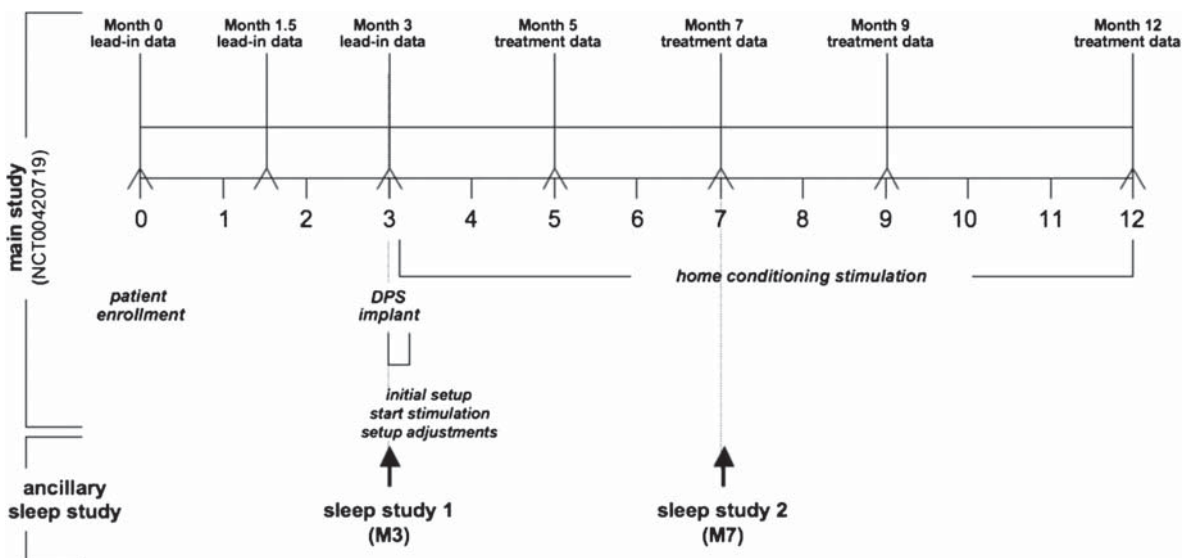 Month 0 Month 1.5 Month 3 Month 5 Month 7 Month 9 Month 12
lead-in data lead-in data lead-in data treatment data treatment data treatment data treatment data
main study
(NCT00420719)
0 1 2 3 4 5 6 7 8 9 10 11 12
home conditioning stimulation
patient
enrollment
DPS
implant
initial setup
start stimulation
setup adjustments
ancillary
sleep study
sleep study 1
(M3)
sleep study 2
(M7)